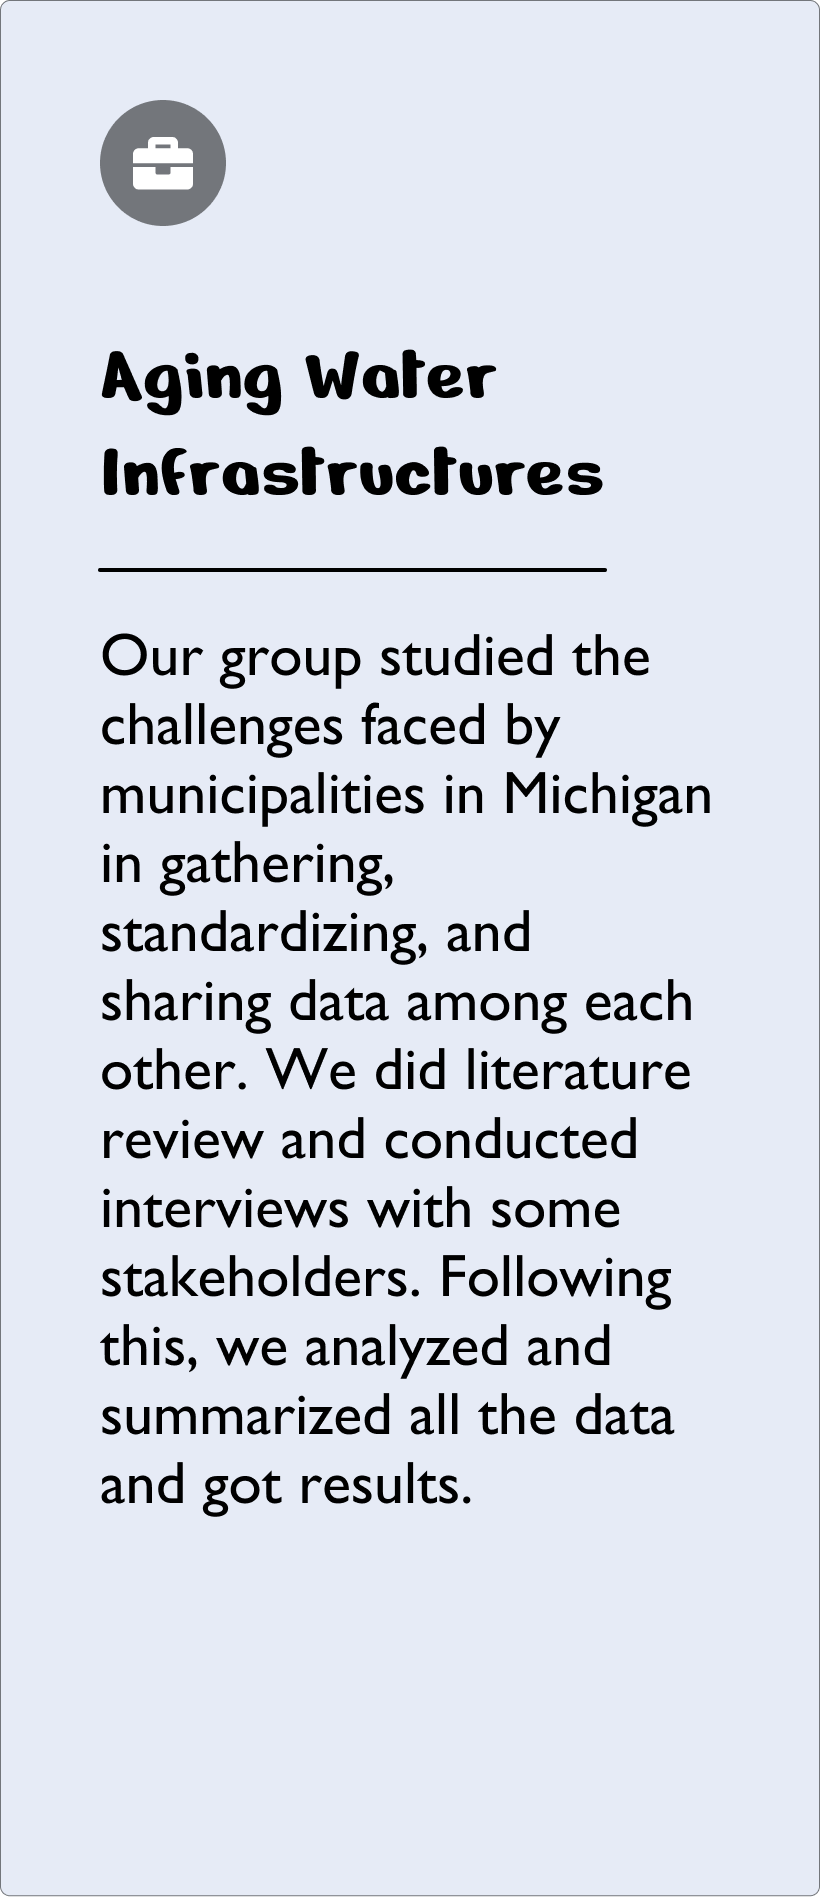 Aging Water
Infrastructures
Our group studied the
challenges faced by
municipalities in Michigan
in gathering,
standardizing, and
sharing data among each
other. We did literature
review and conducted
interviews with some
stakeholders. Following
this, we analyzed and
summarized all the data
and got results.